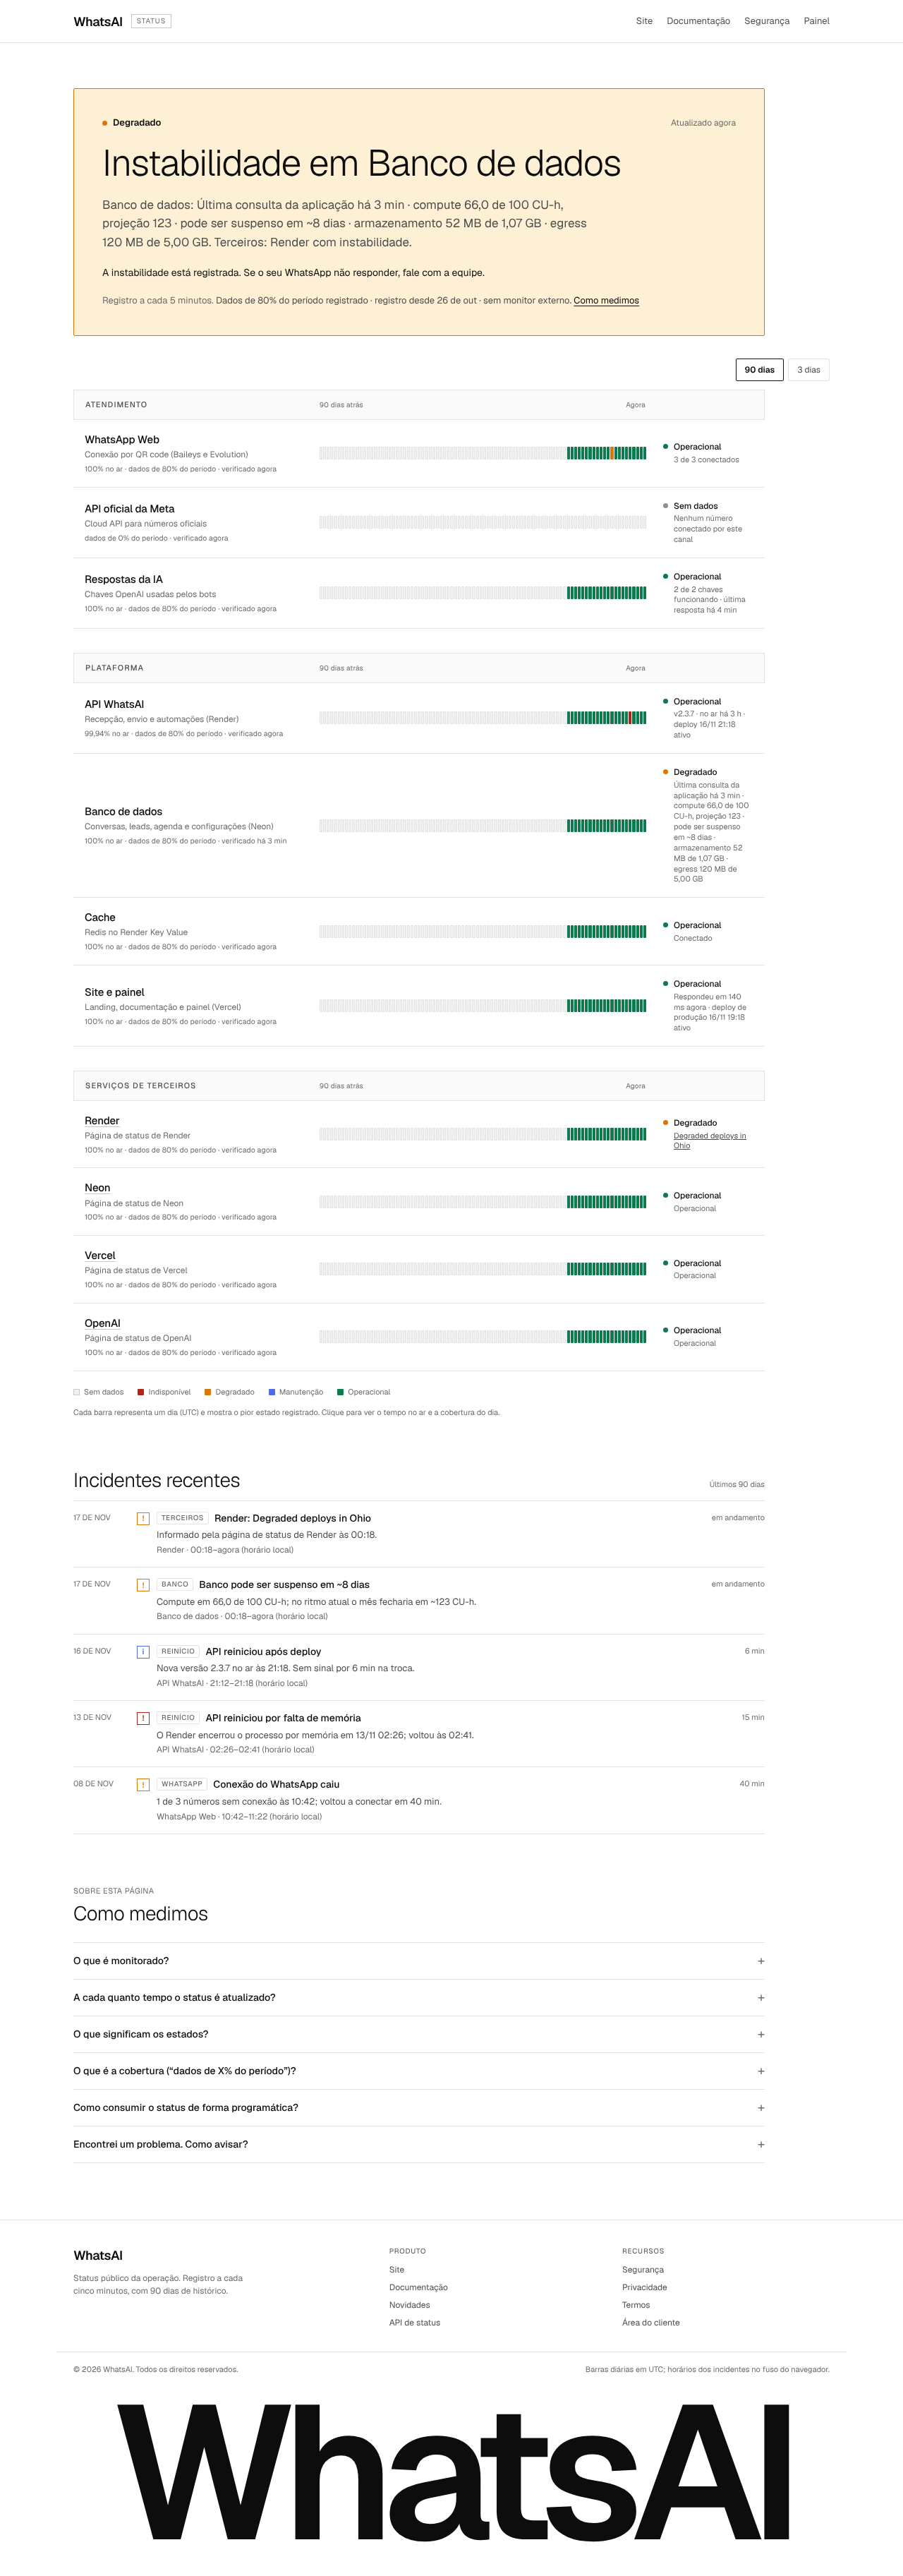 WhatsAI STATUS Site Documentação Segurança Painel
Degradado Atualizado agora
Instabilidade em Banco de dados
Banco de dados: Última consulta da aplicação há 3 min · compute 66,0 de 100 CU-h,
projeção 123 · pode ser suspenso em ~8 dias · armazenamento 52 MB de 1,07 GB · egress
120 MB de 5,00 GB. Terceiros: Render com instabilidade.
A instabilidade está registrada. Se o seu WhatsApp não responder, fale com a equipe.
Registro a cada 5 minutos. Dados de 80% do período registrado · registro desde 26 de out · sem monitor externo. Como medimos
90 dias 3 dias
ATENDIMENTO 90 dias atrás Agora
WhatsApp Web
Conexão por QR code (Baileys e Evolution)
100% no ar · dados de 80% do período · verificado agora
Operacional
3 de 3 conectados
API oficial da Meta
Cloud API para números oficiais
dados de 0% do período · verificado agora
Sem dados
Nenhum número
conectado por este
canal
Respostas da IA
Chaves OpenAI usadas pelos bots
100% no ar · dados de 80% do período · verificado agora
Operacional
2 de 2 chaves
funcionando · última
resposta há 4 min
PLATAFORMA 90 dias atrás Agora
API WhatsAI
Recepção, envio e automações (Render)
99,94% no ar · dados de 80% do período · verificado agora
Operacional
v2.3.7 · no ar há 3 h ·
deploy 16/11 21:18
ativo
Banco de dados
Conversas, leads, agenda e configurações (Neon)
100% no ar · dados de 80% do período · verificado há 3 min
Degradado
Última consulta da
aplicação há 3 min ·
compute 66,0 de 100
CU-h, projeção 123 ·
pode ser suspenso
em ~8 dias ·
armazenamento 52
MB de 1,07 GB ·
egress 120 MB de
5,00 GB
Cache
Redis no Render Key Value
100% no ar · dados de 80% do período · verificado agora
Operacional
Conectado
Site e painel
Landing, documentação e painel (Vercel)
100% no ar · dados de 80% do período · verificado agora
Operacional
Respondeu em 140
ms agora · deploy de
produção 16/11 19:18
ativo
SERVIÇOS DE TERCEIROS 90 dias atrás Agora
Render
Página de status de Render
100% no ar · dados de 80% do período · verificado agora
Degradado
Degraded deploys in
Ohio
Neon
Página de status de Neon
100% no ar · dados de 80% do período · verificado agora
Operacional
Operacional
Vercel
Página de status de Vercel
100% no ar · dados de 80% do período · verificado agora
Operacional
Operacional
OpenAI
Página de status de OpenAI
100% no ar · dados de 80% do período · verificado agora
Operacional
Operacional
Sem dados Indisponível Degradado Manutenção Operacional
Cada barra representa um dia (UTC) e mostra o pior estado registrado. Clique para ver o tempo no ar e a cobertura do dia.
Incidentes recentes Últimos 90 dias
17 DE NOV ! TERCEIROS Render: Degraded deploys in Ohio em andamento
Informado pela página de status de Render às 00:18.
Render · 00:18–agora (horário local)
17 DE NOV ! BANCO Banco pode ser suspenso em ~8 dias em andamento
Compute em 66,0 de 100 CU-h; no ritmo atual o mês fecharia em ~123 CU-h.
Banco de dados · 00:18–agora (horário local)
16 DE NOV i REINÍCIO API reiniciou após deploy 6 min
Nova versão 2.3.7 no ar às 21:18. Sem sinal por 6 min na troca.
API WhatsAI · 21:12–21:18 (horário local)
13 DE NOV ! REINÍCIO API reiniciou por falta de memória 15 min
O Render encerrou o processo por memória em 13/11 02:26; voltou às 02:41.
API WhatsAI · 02:26–02:41 (horário local)
08 DE NOV ! WHATSAPP Conexão do WhatsApp caiu 40 min
1 de 3 números sem conexão às 10:42; voltou a conectar em 40 min.
WhatsApp Web · 10:42–11:22 (horário local)
SOBRE ESTA PÁGINA
Como medimos
O que é monitorado? +
A cada quanto tempo o status é atualizado? +
O que significam os estados? +
O que é a cobertura (“dados de X% do período”)? +
Como consumir o status de forma programática? +
Encontrei um problema. Como avisar? +
WhatsAI
Status público da operação. Registro a cada
cinco minutos, com 90 dias de histórico.
PRODUTO
Site
Documentação
Novidades
API de status
RECURSOS
Segurança
Privacidade
Termos
Área do cliente
© 2026 WhatsAI. Todos os direitos reservados. Barras diárias em UTC; horários dos incidentes no fuso do navegador.
WhatsAI